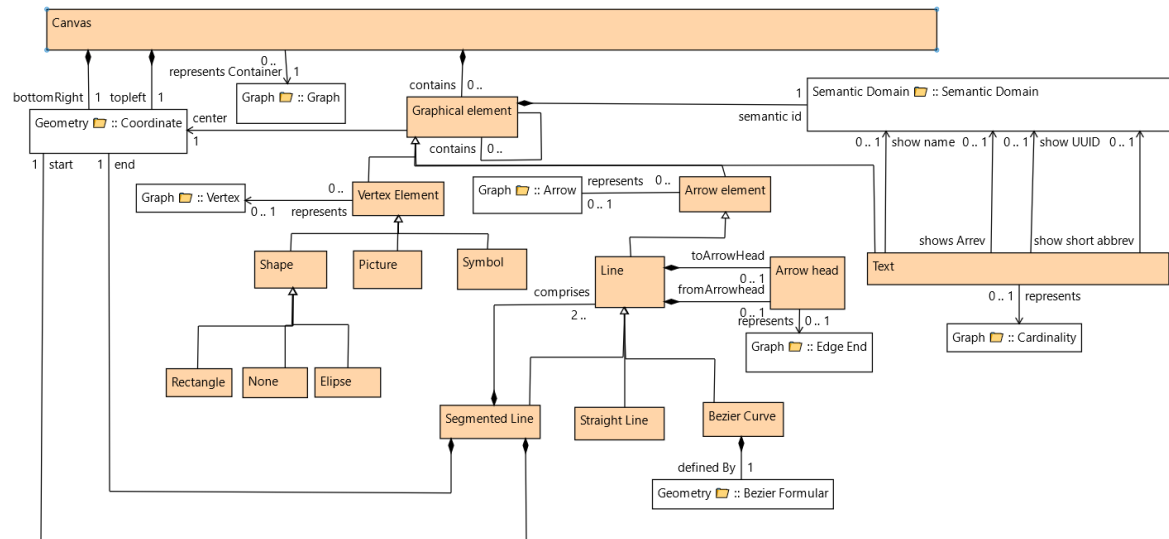 Canvas
0..
represents Container
1
contains
0..
bottomRight
1
topleft
1
Graph :: Graph
Semantic Domain :: Semantic Domain
1
semantic id
Graphical element
Geometry :: Coordinate
center
1
contains
0..
1
start
1
end
0.. 1
show name
0.. 1
0.. 1
show UUID
0.. 1
Graph :: Vertex
0..
0.. 1
represents
Vertex Element
Graph :: Arrow
represents
0..
0.. 1
Arrow element
Shape
Picture
Symbol
Line
toArrowHead
0.. 1
fromArrowhead
0.. 1
Arrow head
shows Arrev
show short abbrev
Text
comprises
2..
represents
0.. 1
0.. 1
represents
Graph :: Edge End
Graph :: Cardinality
Rectangle
None
Elipse
Segmented Line
Straight Line
Bezier Curve
defined By
1
Geometry :: Bezier Formular